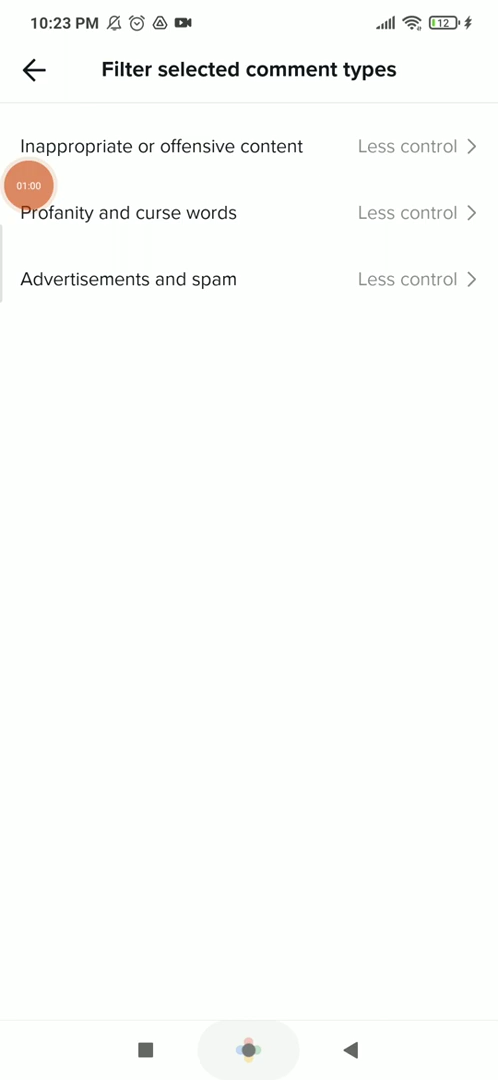 10:23 PM 12
Filter selected comment types
Inappropriate or offensive content Less control
01:00
Profanity and curse words Less control
Advertisements and spam Less control